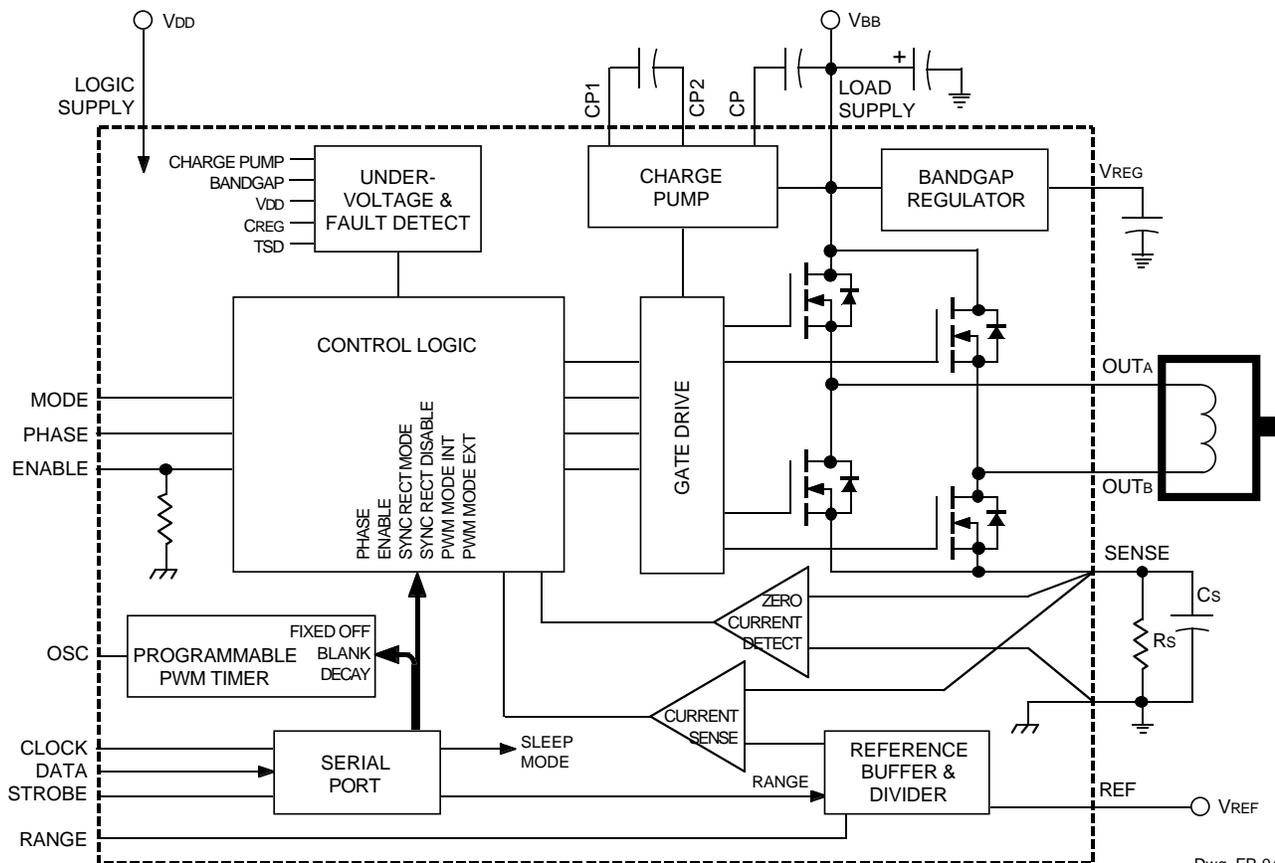 VDD
VBB
LOGIC
SUPPLY
CP1
CP2
CP
+
LOAD
SUPPLY
CHARGE PUMP
BANDGAP
VDD
CREG
TSD
UNDER-
VOLTAGE &
FAULT DETECT
CHARGE
PUMP
BANDGAP
REGULATOR
VREG
CONTROL LOGIC
MODE
PHASE
ENABLE
PHASE
ENABLE
SYNC RECT MODE
SYNC RECT DISABLE
PWM MODE INT
PWM MODE EXT
GATE DRIVE
OUTA
OUTB
SENSE
CS
RS
ZERO
CURRENT
DETECT
OSC
PROGRAMMABLE
PWM TIMER
FIXED OFF
BLANK
DECAY
CURRENT
SENSE
CLOCK
DATA
STROBE
SERIAL
PORT
SLEEP
MODE
RANGE
REFERENCE
BUFFER &
DIVIDER
REF
VREF
RANGE